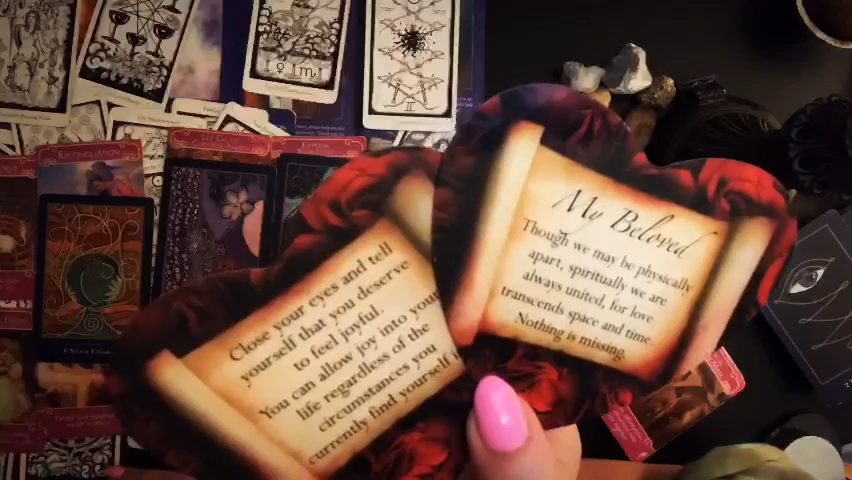 RECONCILIATION
My Beloved
Though we may be physically
apart, spiritually we are
always united, for love
transcends space and time.
Nothing is missing.
Close your eyes and tell
yourself that you deserve
to feel joyful.
You can allow joy into your
life regardless of the
circumstances you
currently find yourself